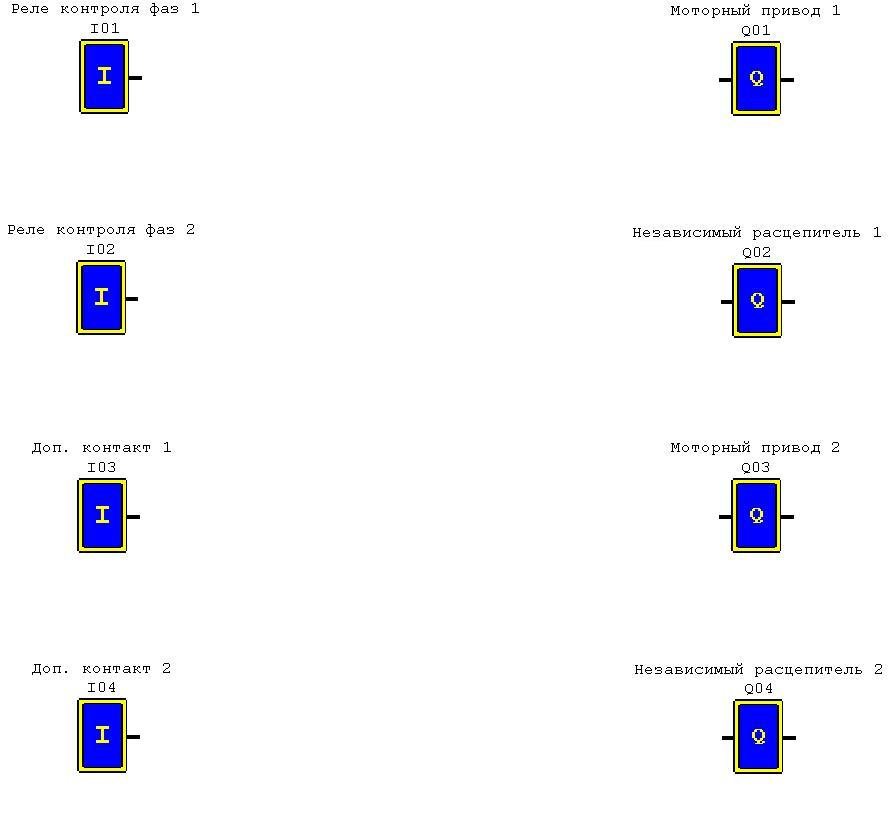 Реле контроля фаз 1
I01
I
Моторный привод 1
Q01
Q
Реле контроля фаз 2
I02
I
Независимый расцепитель 1
Q02
Q
Доп. контакт 1
I03
I
Моторный привод 2
Q03
Q
Доп. контакт 2
I04
I
Независимый расцепитель 2
Q04
Q